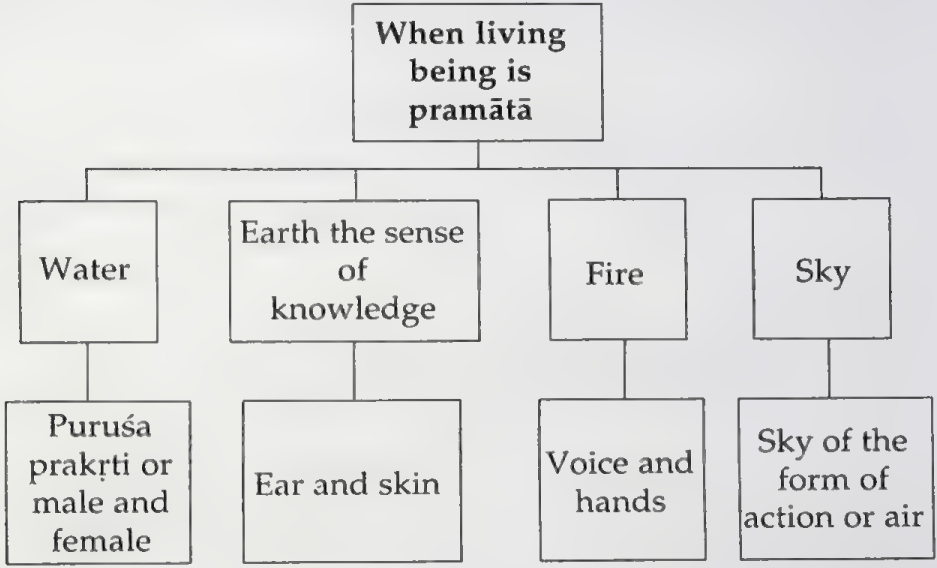 When living
being is
pramātā
Water
Earth the sense
of
knowledge
Fire
Sky
Puruśa
prakṛti or
male and
female
Ear and skin
Voice and
hands
Sky of the
form of
action or air